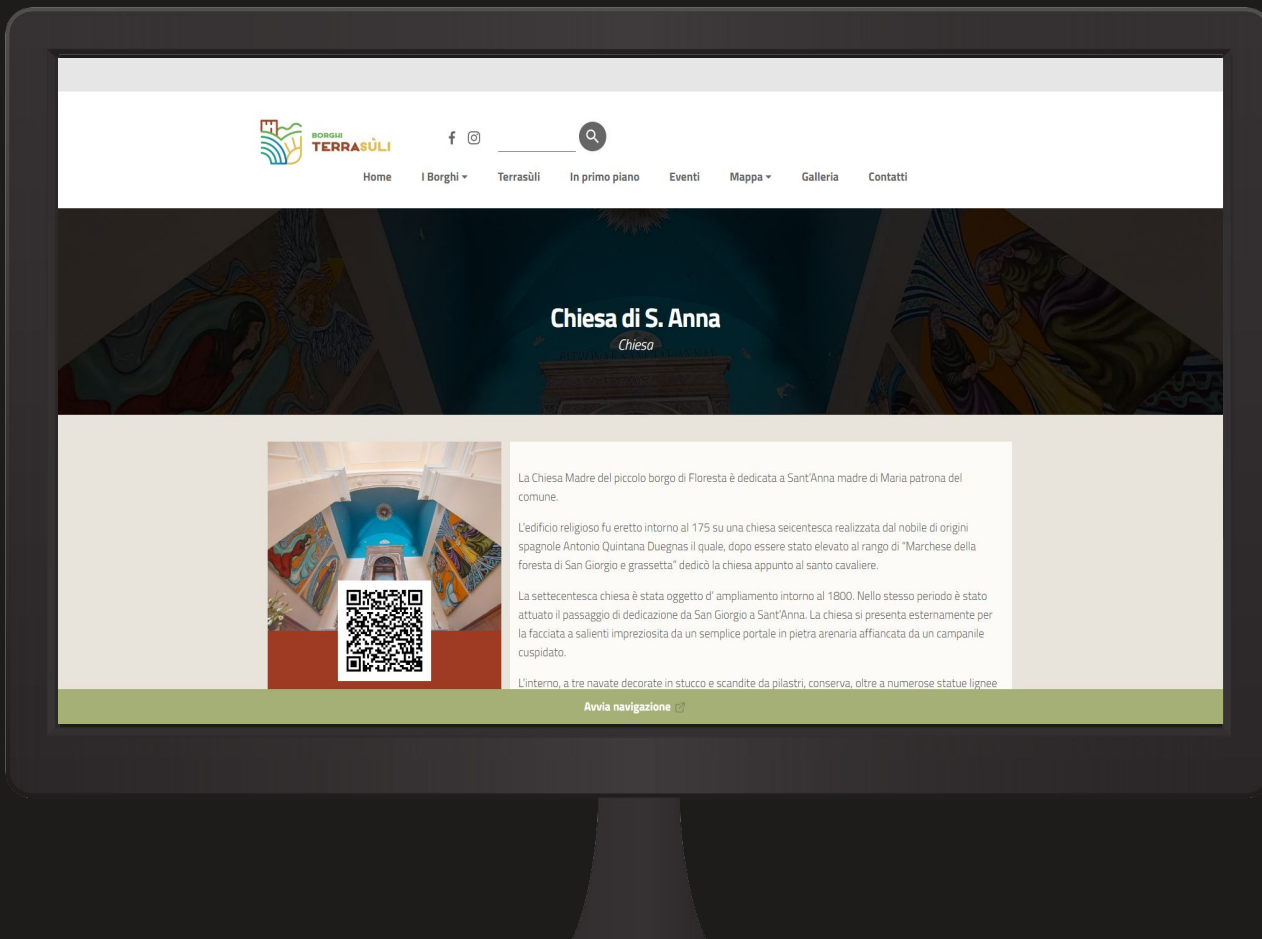 BORGHI
TERRASÙLI
Home I Borghi Terrasùli In primo piano Eventi Mappa Galleria Contatti
Chiesa di S. Anna
Chiesa
La Chiesa Madre del piccolo borgo di Floresta è dedicata a Sant'Anna madre di Maria patrona del
comune.
L'edificio religioso fu eretto intorno al 175 su una chiesa seicentesca realizzata dal nobile di origini
spagnole Antonio Quintana Duegnas il quale, dopo essere stato elevato al rango di "Marchese della
foresta di San Giorgio e grassetta" dedicò la chiesa appunto al santo cavaliere.
La settecentesca chiesa è stata oggetto d' ampliamento intorno al 1800. Nello stesso periodo è stato
attuato il passaggio di dedicazione da San Giorgio a Sant'Anna. La chiesa si presenta esternamente per
la facciata a salienti impreziosita da un semplice portale in pietra arenaria affiancata da un campanile
cuspidato.
L'interno, a tre navate decorate in stucco e scandite da pilastri, conserva, oltre a numerose statue lignee
Avvia navigazione